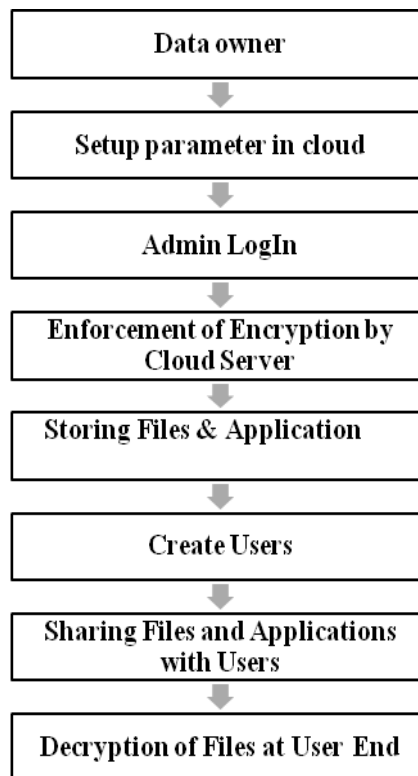 Data owner
Setup parameter in cloud
Admin LogIn
Enforcement of Encryption by
Cloud Server
Storing Files & Application
Create Users
Sharing Files and Applications
with Users
Decryption of Files at User End